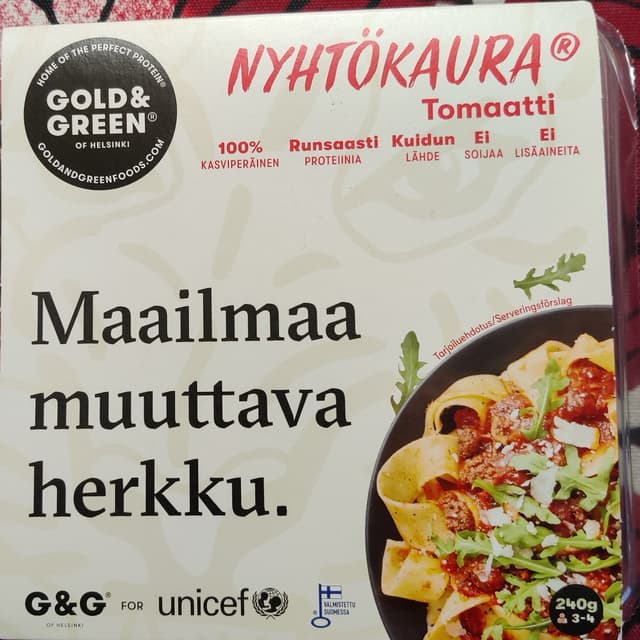 HOME OF THE PERFECT PROTEIN®
GOLD&
GREEN®
OF HELSINKI
GOLDANDGREENFOODS.COM
NYHTÖKAURA®
Tomaatti
100%
KASVIPERÄINEN
Runsaasti
PROTEIINIA
Kuidun
LÄHDE
Ei
SOIJAA
Ei
LISÄAINEITA
Maailmaa
muuttava
herkku.
Tarjoiluehdotus/Serveringsförslag
G&G®
OF HELSINKI
FOR
unicef
VALMISTETTU
SUOMESSA
240g
3-4